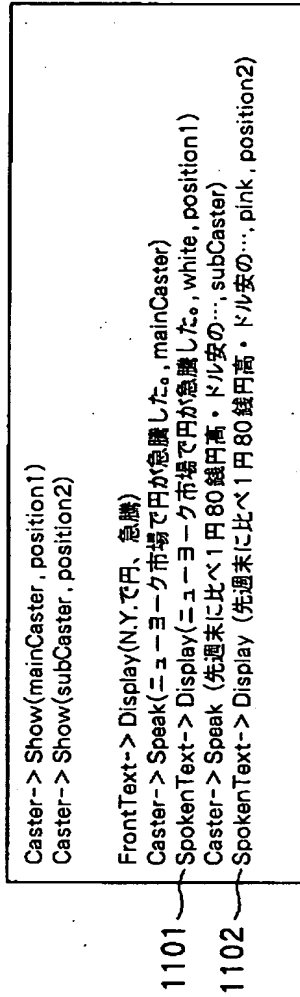 Caster-> Show(mainCaster, position1)
Caster-> Show(subCaster, position2)
FrontText-> Display(N.Y.で円、急騰)
Caster-> Speak(ニューヨーク市場で円が急騰した。, mainCaster)
1101 SpokenText-> Display(ニューヨーク市場で円が急騰した。, white, position1)
Caster-> Speak (先週末に比べ1円80銭円高・ドル安の…, subCaster)
1102 SpokenText-> Display (先週末に比べ1円80銭円高・ドル安の…, pink, position2)